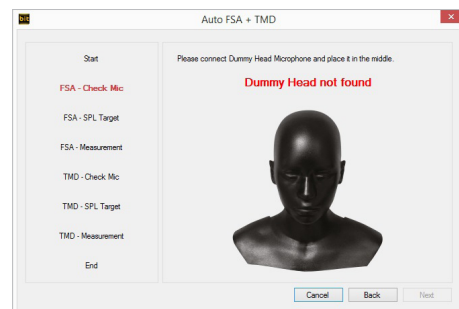 bit
Auto FSA + TMD
x
Start
FSA - Check Mic
FSA - SPL Target
FSA - Measurement
TMD - Check Mic
TMD - SPL Target
TMD - Measurement
End
Please connect Dummy Head Microphone and place it in the middle.
Dummy Head not found
Cancel
Back
Next